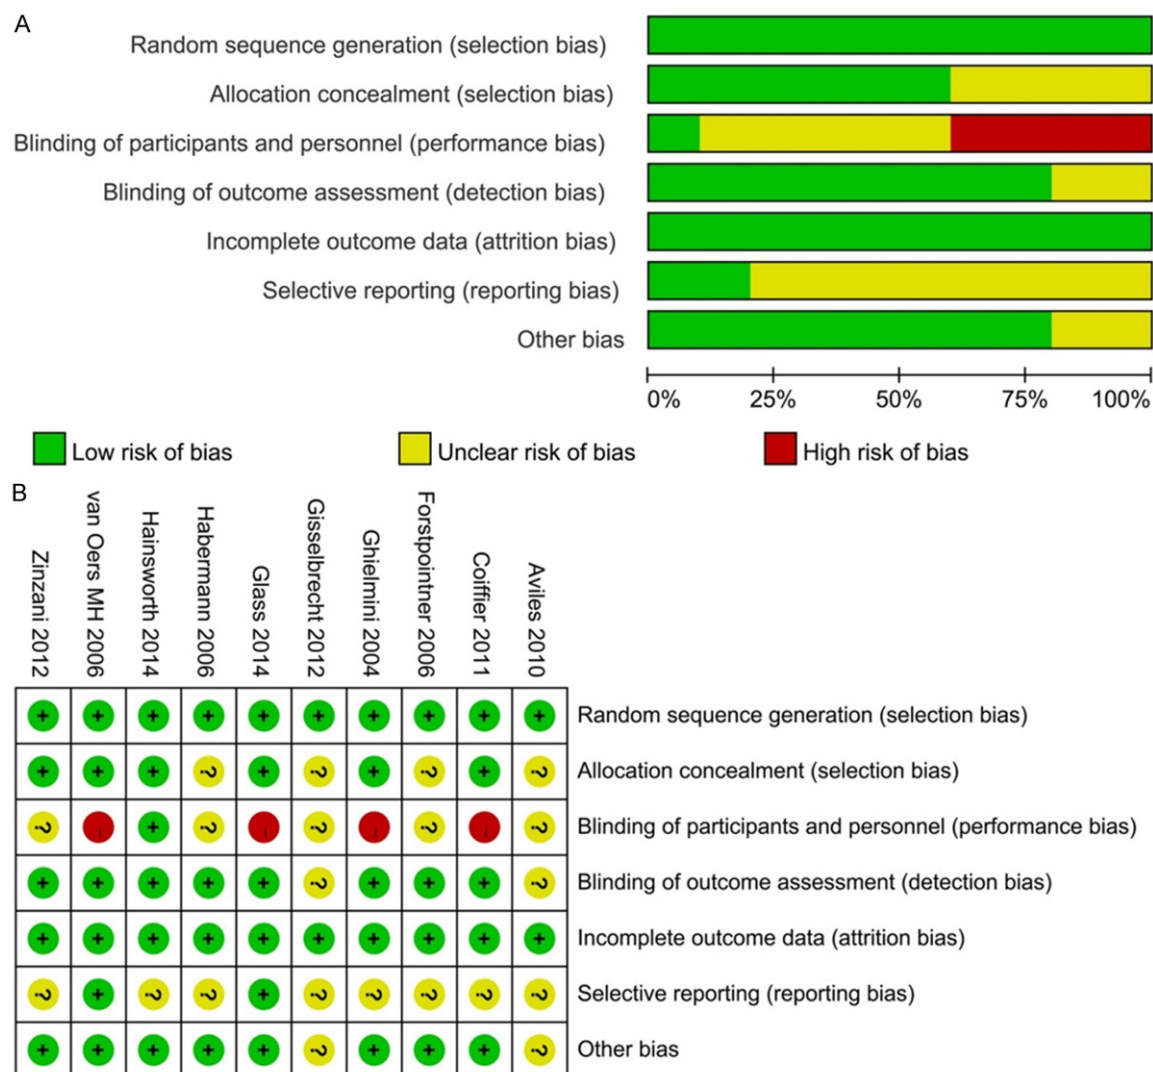 A
Random sequence generation (selection bias)
Allocation concealment (selection bias)
Blinding of participants and personnel (performance bias)
Blinding of outcome assessment (detection bias)
Incomplete outcome data (attrition bias)
Selective reporting (reporting bias)
Other bias
0% 25% 50% 75% 100%
Low risk of bias Unclear risk of bias High risk of bias
B
Zinzani 2012
van Oers MH 2006
Hainsworth 2014
Habermann 2006
Glass 2014
Gisselbrecht 2012
Ghielmini 2004
Forstpointner 2006
Coiffier 2011
Aviles 2010
+ + + + + + + + + + Random sequence generation (selection bias)
+ + + ? + ? + ? + ? Allocation concealment (selection bias)
? - + ? - ? - ? - ? Blinding of participants and personnel (performance bias)
+ + + + + ? + + + ? Blinding of outcome assessment (detection bias)
+ + + + + + + + + + Incomplete outcome data (attrition bias)
? + ? ? + ? ? ? ? ? Selective reporting (reporting bias)
+ + + + + ? + + + ? Other bias